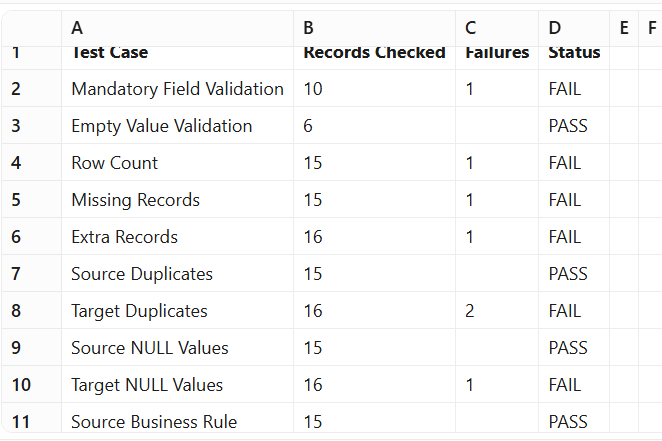 A B C D E F
1 Test Case Records Checked Failures Status
2 Mandatory Field Validation 10 1 FAIL
3 Empty Value Validation 6 PASS
4 Row Count 15 1 FAIL
5 Missing Records 15 1 FAIL
6 Extra Records 16 1 FAIL
7 Source Duplicates 15 PASS
8 Target Duplicates 16 2 FAIL
9 Source NULL Values 15 PASS
10 Target NULL Values 16 1 FAIL
11 Source Business Rule 15 PASS